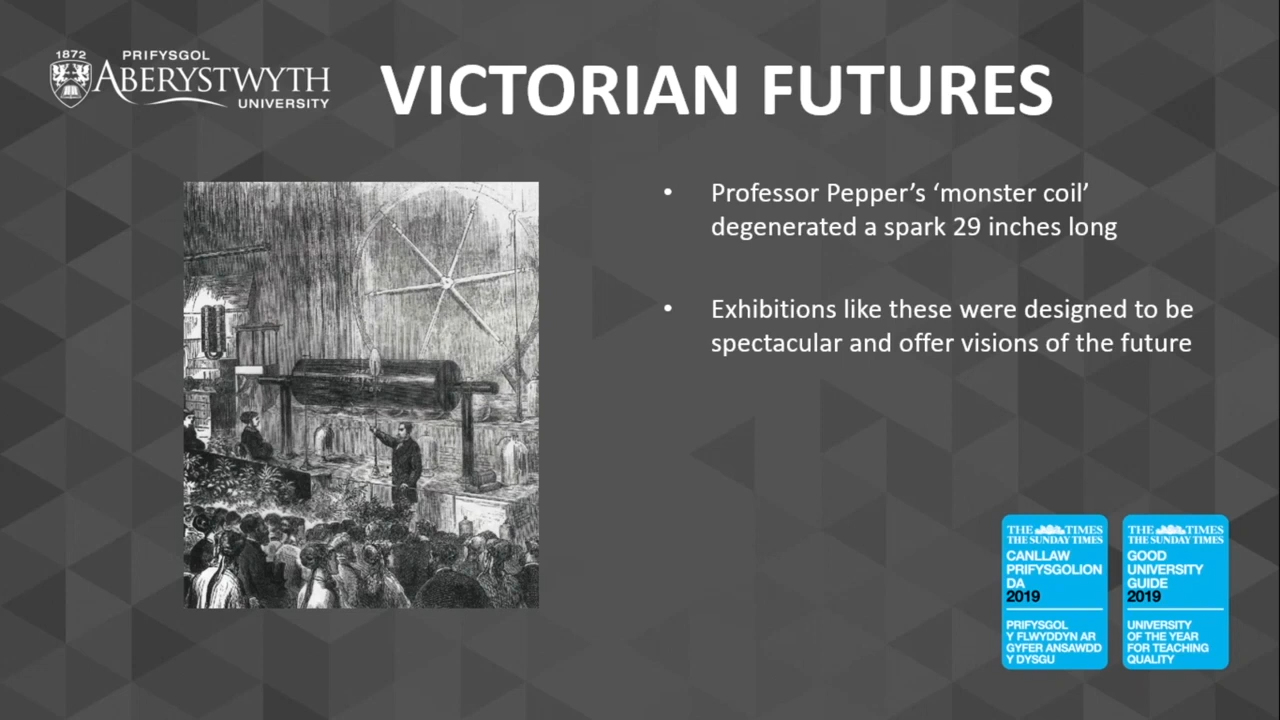 1872
PRIFYSGOL
ABERYSTWYTH
UNIVERSITY
VICTORIAN FUTURES
• Professor Pepper’s ‘monster coil’
degenerated a spark 29 inches long
• Exhibitions like these were designed to be
spectacular and offer visions of the future
THE TIMES
THE SUNDAY TIMES
CANLLAW
PRIFYSGOLION
DA
2019
PRIFYSGOL
Y FLWYDDYN AR
GYFER ANSAWDD
Y DYSGU
THE TIMES
THE SUNDAY TIMES
GOOD
UNIVERSITY
GUIDE
2019
UNIVERSITY
OF THE YEAR
FOR TEACHING
QUALITY